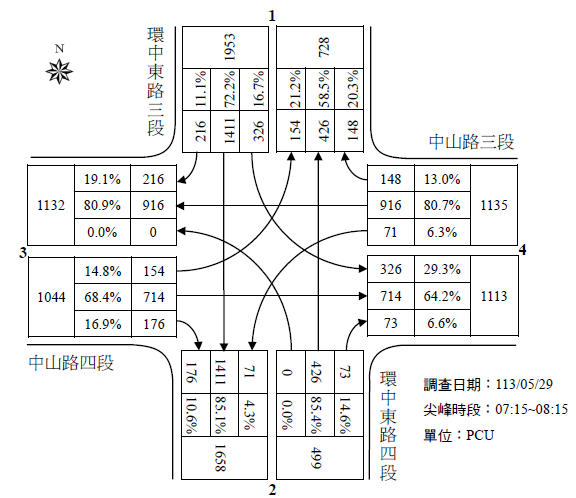 1
N
環中東路三段
1953
11.1% 72.2% 16.7%
216 1411 326
728
21.2% 58.5% 20.3%
154 426 148
中山路三段
1132
19.1% 216
80.9% 916
0.0% 0
148 13.0%
916 80.7%
71 6.3%
1135
3
4
1044
14.8% 154
68.4% 714
16.9% 176
326 29.3%
714 64.2%
73 6.6%
1113
中山路四段
176 1411 71
10.6% 85.1% 4.3%
1658
0 426 73
0.0% 85.4% 14.6%
499
環中東路四段
2
調查日期：113/05/29
尖峰時段：07:15~08:15
單位：PCU